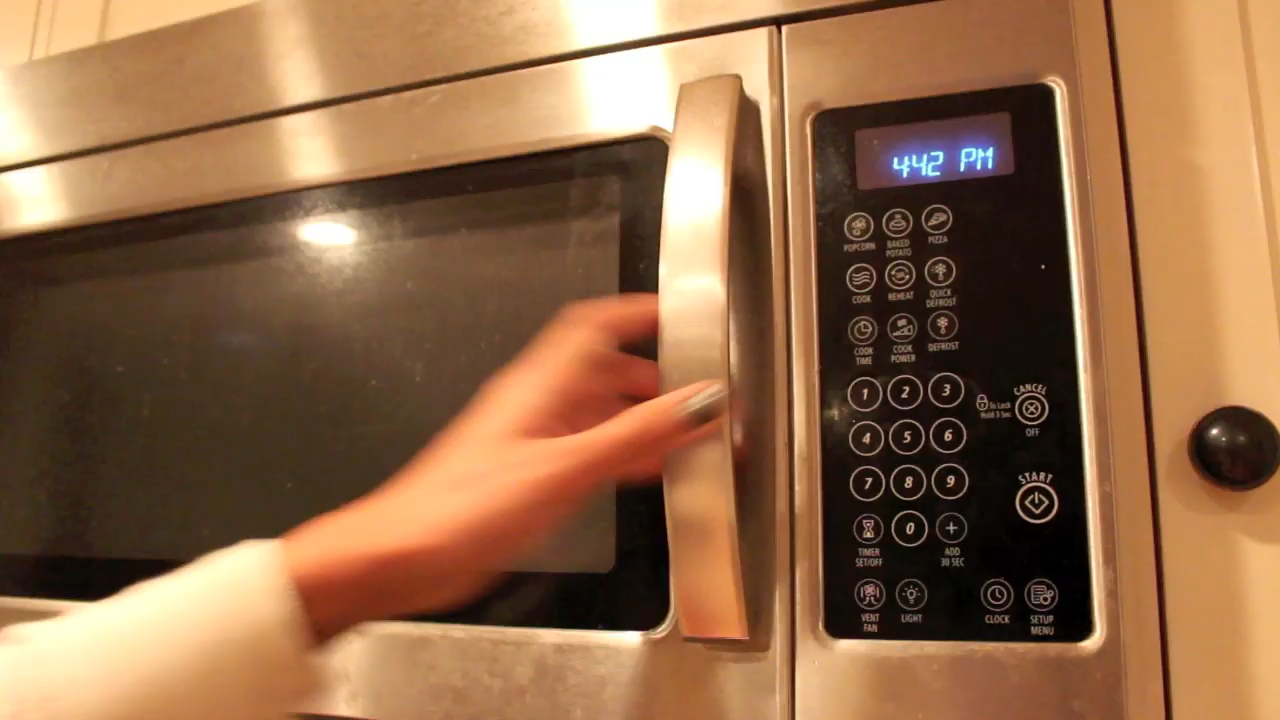 4:42 PM
POPCORN
BAKED
POTATO
PIZZA
COOK
REHEAT
QUICK
DEFROST
COOK
TIME
COOK
POWER
DEFROST
1 2 3
To Lock
Hold 3 Sec
CANCEL
OFF
4 5 6
7 8 9
START
0
TIMER
SET/OFF
ADD
30 SEC
VENT
FAN
LIGHT
CLOCK
SETUP
MENU